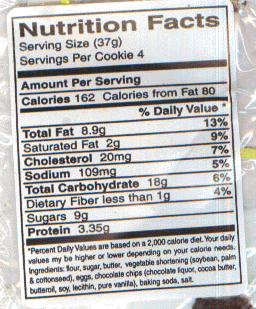 Nutrition Facts
Serving Size (37g)
Servings Per Cookie 4
Amount Per Serving
Calories 162 Calories from Fat 80
% Daily Value *
Total Fat 8.9g 13%
Saturated Fat 2g 9%
Cholesterol 20mg 7%
Sodium 109mg 5%
Total Carbohydrate 18g 6%
Dietary Fiber less than 1g 4%
Sugars 9g
Protein 3.35g
*Percent Daily Values are based on a 2,000 calorie diet. Your daily
values my be higher or lower depending on your calorie needs.
Ingredients: flour, sugar, butter, vegetable shortening (soybean, palm
& cottonseed), eggs, chocolate chips (chocolate liquor, cocoa butter,
butteroil, soy, lecithin, pure vanilla), baking soda, salt.